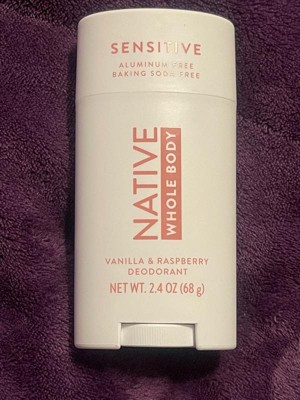 SENSITIVE
ALUMINUM FREE
BAKING SODA FREE
NATIVE
WHOLE BODY
VANILLA & RASPBERRY
DEODORANT
NET WT. 2.4 OZ (68 g)